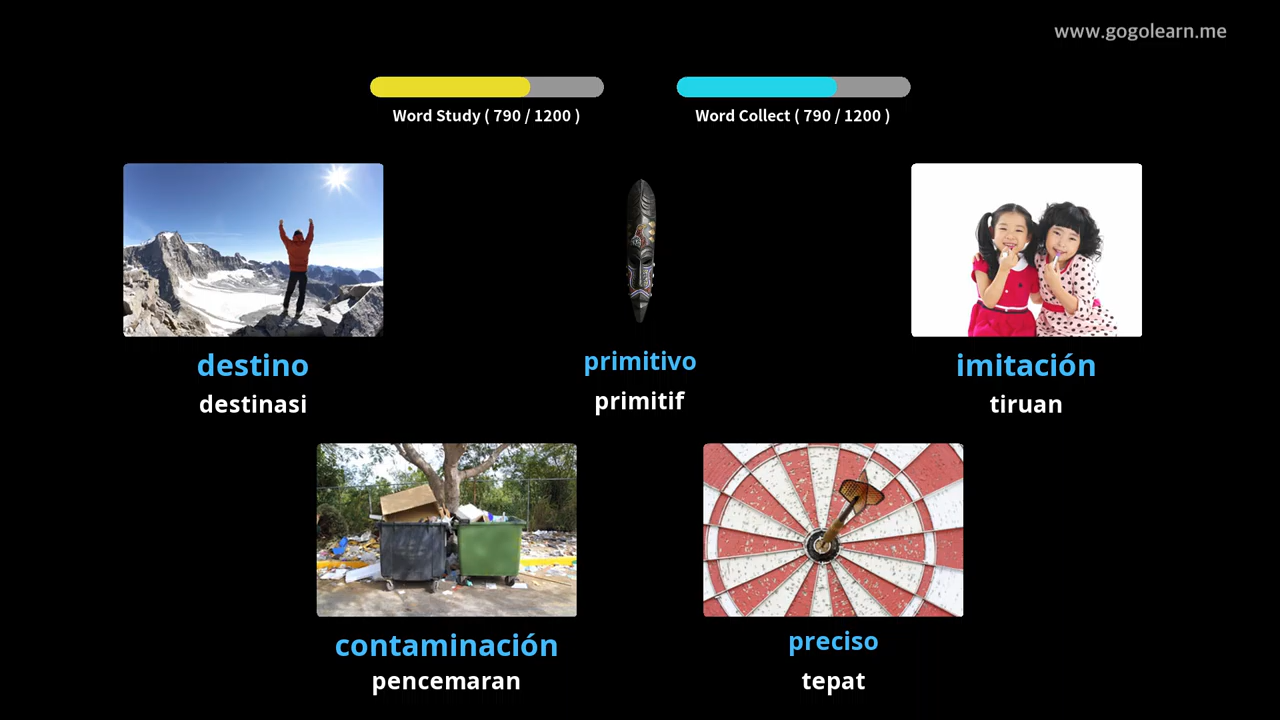 www.gogolearn.me
Word Study ( 790 / 1200 )
Word Collect ( 790 / 1200 )
destino
destinasi
primitivo
primitif
imitación
tiruan
contaminación
pencemaran
preciso
tepat